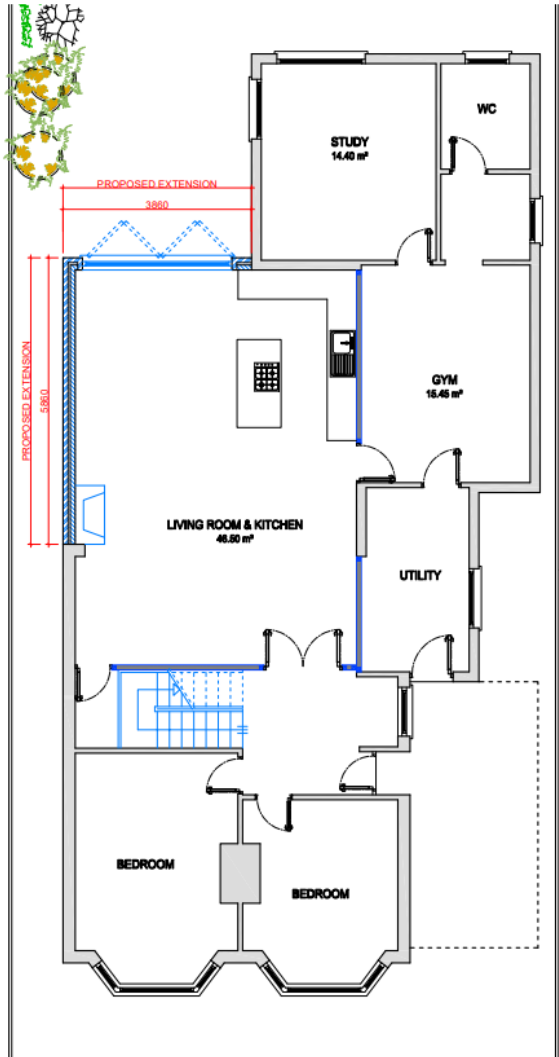 WC
STUDY
14.40 m²
PROPOSED EXTENSION
3860
PROPOSED EXTENSION
5860
GYM
15.45 m²
LIVING ROOM & KITCHEN
46.50 m²
UTILITY
BEDROOM
BEDROOM